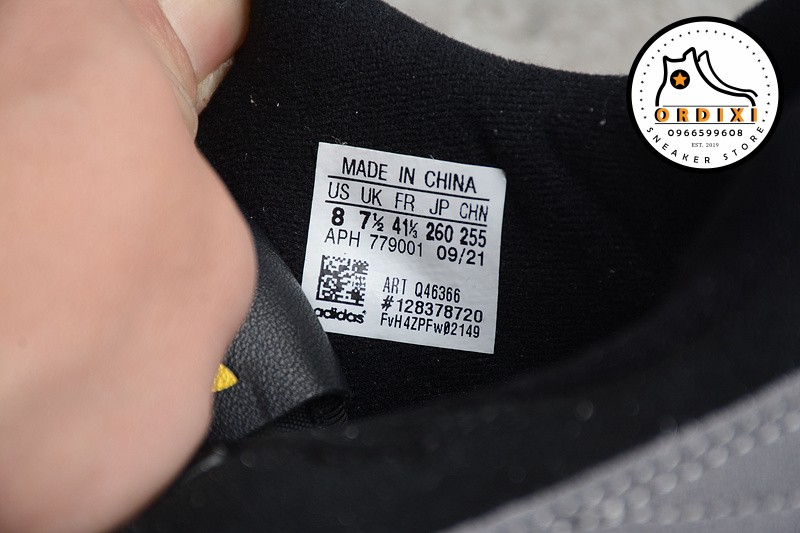 MADE IN CHINA
US UK FR JP CHN
8 7½ 41⅓ 260 255
APH 779001 09/21
ART Q46366
#128378720
adidas
FvH4ZPFw02149
ORDIXI
0966599608
EST. 2019
SNEAKER STORE